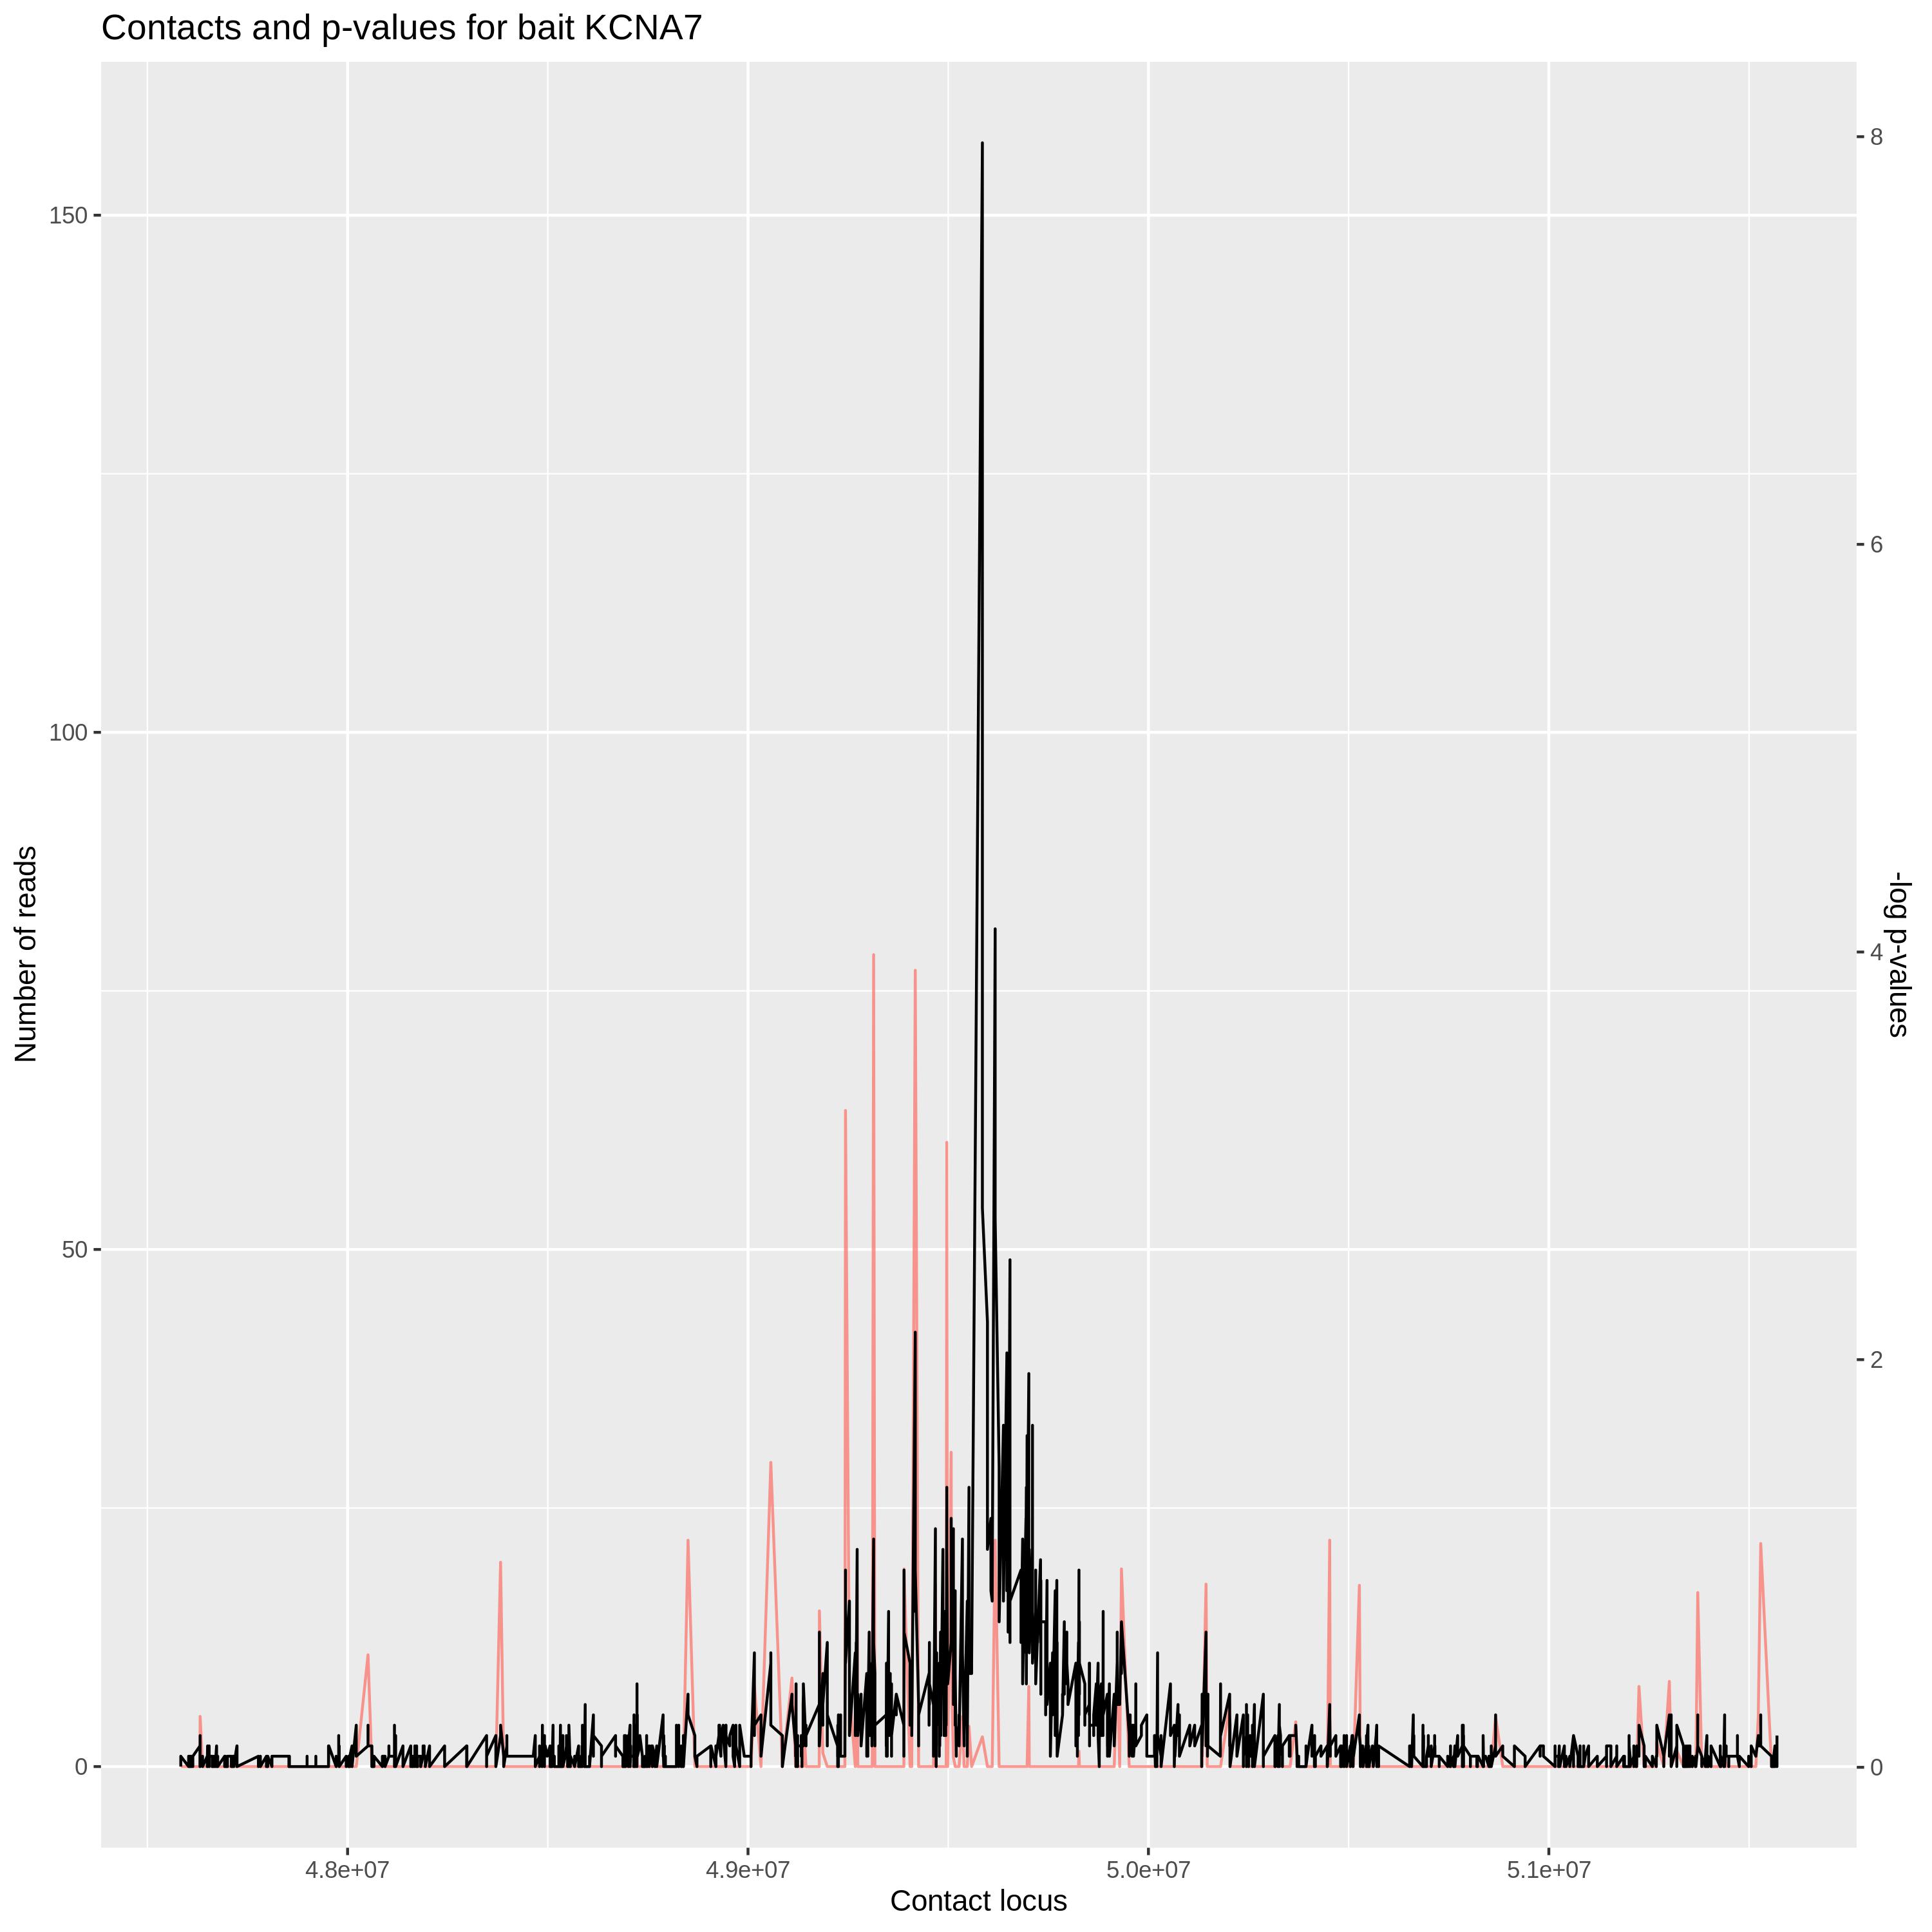 Contacts and p-values for bait KCNA7
150
100
50
0
Number of reads
8
6
4
2
0
-log p-values
4.8e+07
4.9e+07
5.0e+07
5.1e+07
Contact locus